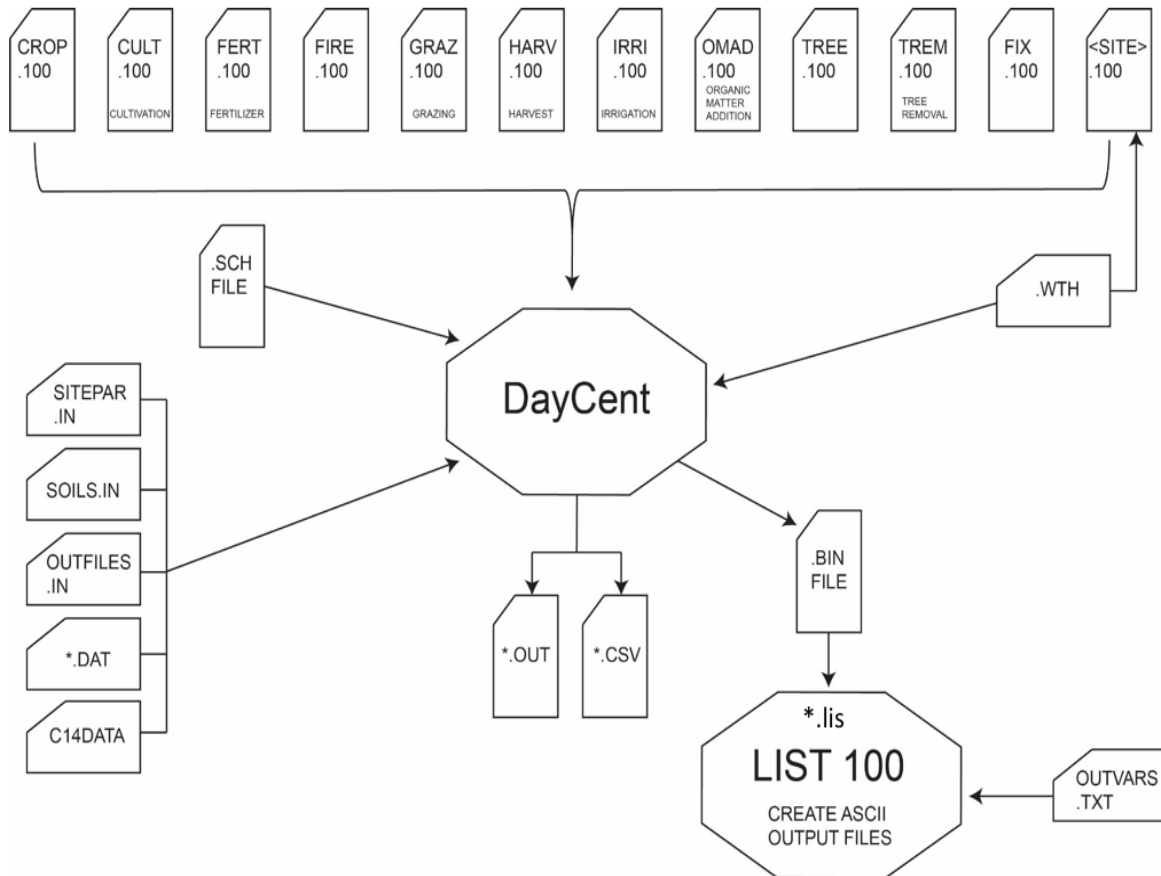 CROP
.100
CULT
.100
CULTIVATION
FERT
.100
FERTILIZER
FIRE
.100
GRAZ
.100
GRAZING
HARV
.100
HARVEST
IRRI
.100
IRRIGATION
OMAD
.100
ORGANIC
MATTER
ADDITION
TREE
.100
TREM
.100
TREE
REMOVAL
FIX
.100
<SITE>
.100
.SCH
FILE
.WTH
SITEPAR
.IN
SOILS.IN
OUTFILES
.IN
*.DAT
C14DATA
DayCent
*.OUT
*.CSV
.BIN
FILE
*.lis
LIST 100
CREATE ASCII
OUTPUT FILES
OUTVARS
.TXT